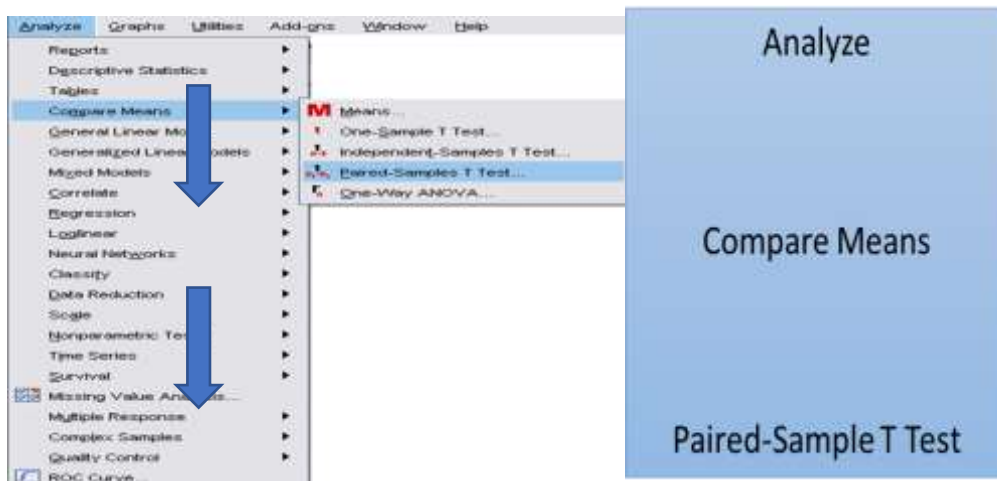 Analyze Graphs Utilities Add-ons Window Help
Reports
Descriptive Statistics
Tables
Compare Means
General Linear Mo
Generalized Linea odels
Mixed Models
Correlate
Regression
Loglinear
Neural Networks
Classify
Data Reduction
Scale
Nonparametric Te
Time Series
Survival
Missing Value An is...
Multiple Response
Complex Samples
Quality Control
ROC Curve...
M Means...
One-Sample T Test...
Independent-Samples T Test...
Paired-Samples T Test...
One-Way ANOVA...
Analyze
Compare Means
Paired-Sample T Test